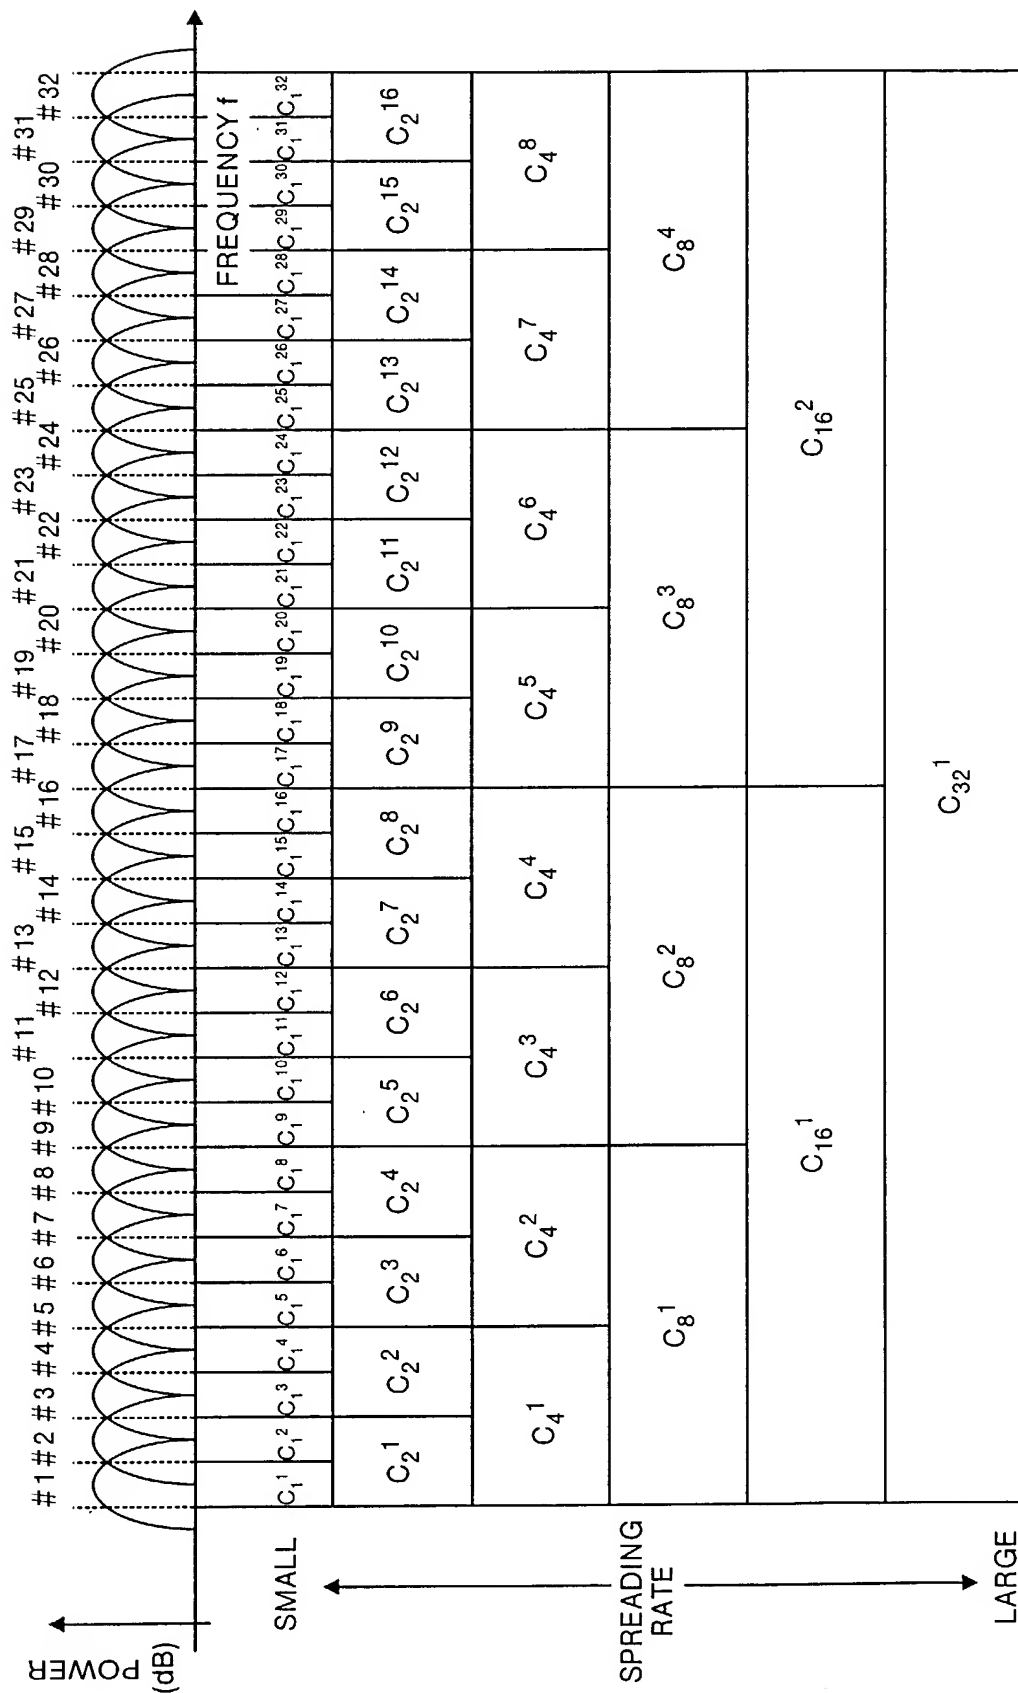 POWER
(dB)
#1 #2 #3 #4 #5 #6 #7 #8 #9 #10 #11 #12 #13 #14 #15 #16 #17 #18 #19 #20 #21 #22 #23 #24 #25 #26 #27 #28 #29 #30 #31 #32
FREQUENCY f
SMALL
C₁¹ C₁² C₁³ C₁⁴ C₁⁵ C₁⁶ C₁⁷ C₁⁸ C₁⁹ C₁¹⁰ C₁¹¹ C₁¹² C₁¹³ C₁¹⁴ C₁¹⁵ C₁¹⁶ C₁¹⁷ C₁¹⁸ C₁¹⁹ C₁²⁰ C₁²¹ C₁²² C₁²³ C₁²⁴ C₁²⁵ C₁²⁶ C₁²⁷ C₁²⁸ C₁²⁹ C₁³⁰ C₁³¹ C₁³²
C₂¹ C₂² C₂³ C₂⁴ C₂⁵ C₂⁶ C₂⁷ C₂⁸ C₂⁹ C₂¹⁰ C₂¹¹ C₂¹² C₂¹³ C₂¹⁴ C₂¹⁵ C₂¹⁶
C₄¹ C₄² C₄³ C₄⁴ C₄⁵ C₄⁶ C₄⁷ C₄⁸
SPREADING
RATE
C₈¹ C₈² C₈³ C₈⁴
C₁₆¹ C₁₆²
C₃₂¹
LARGE